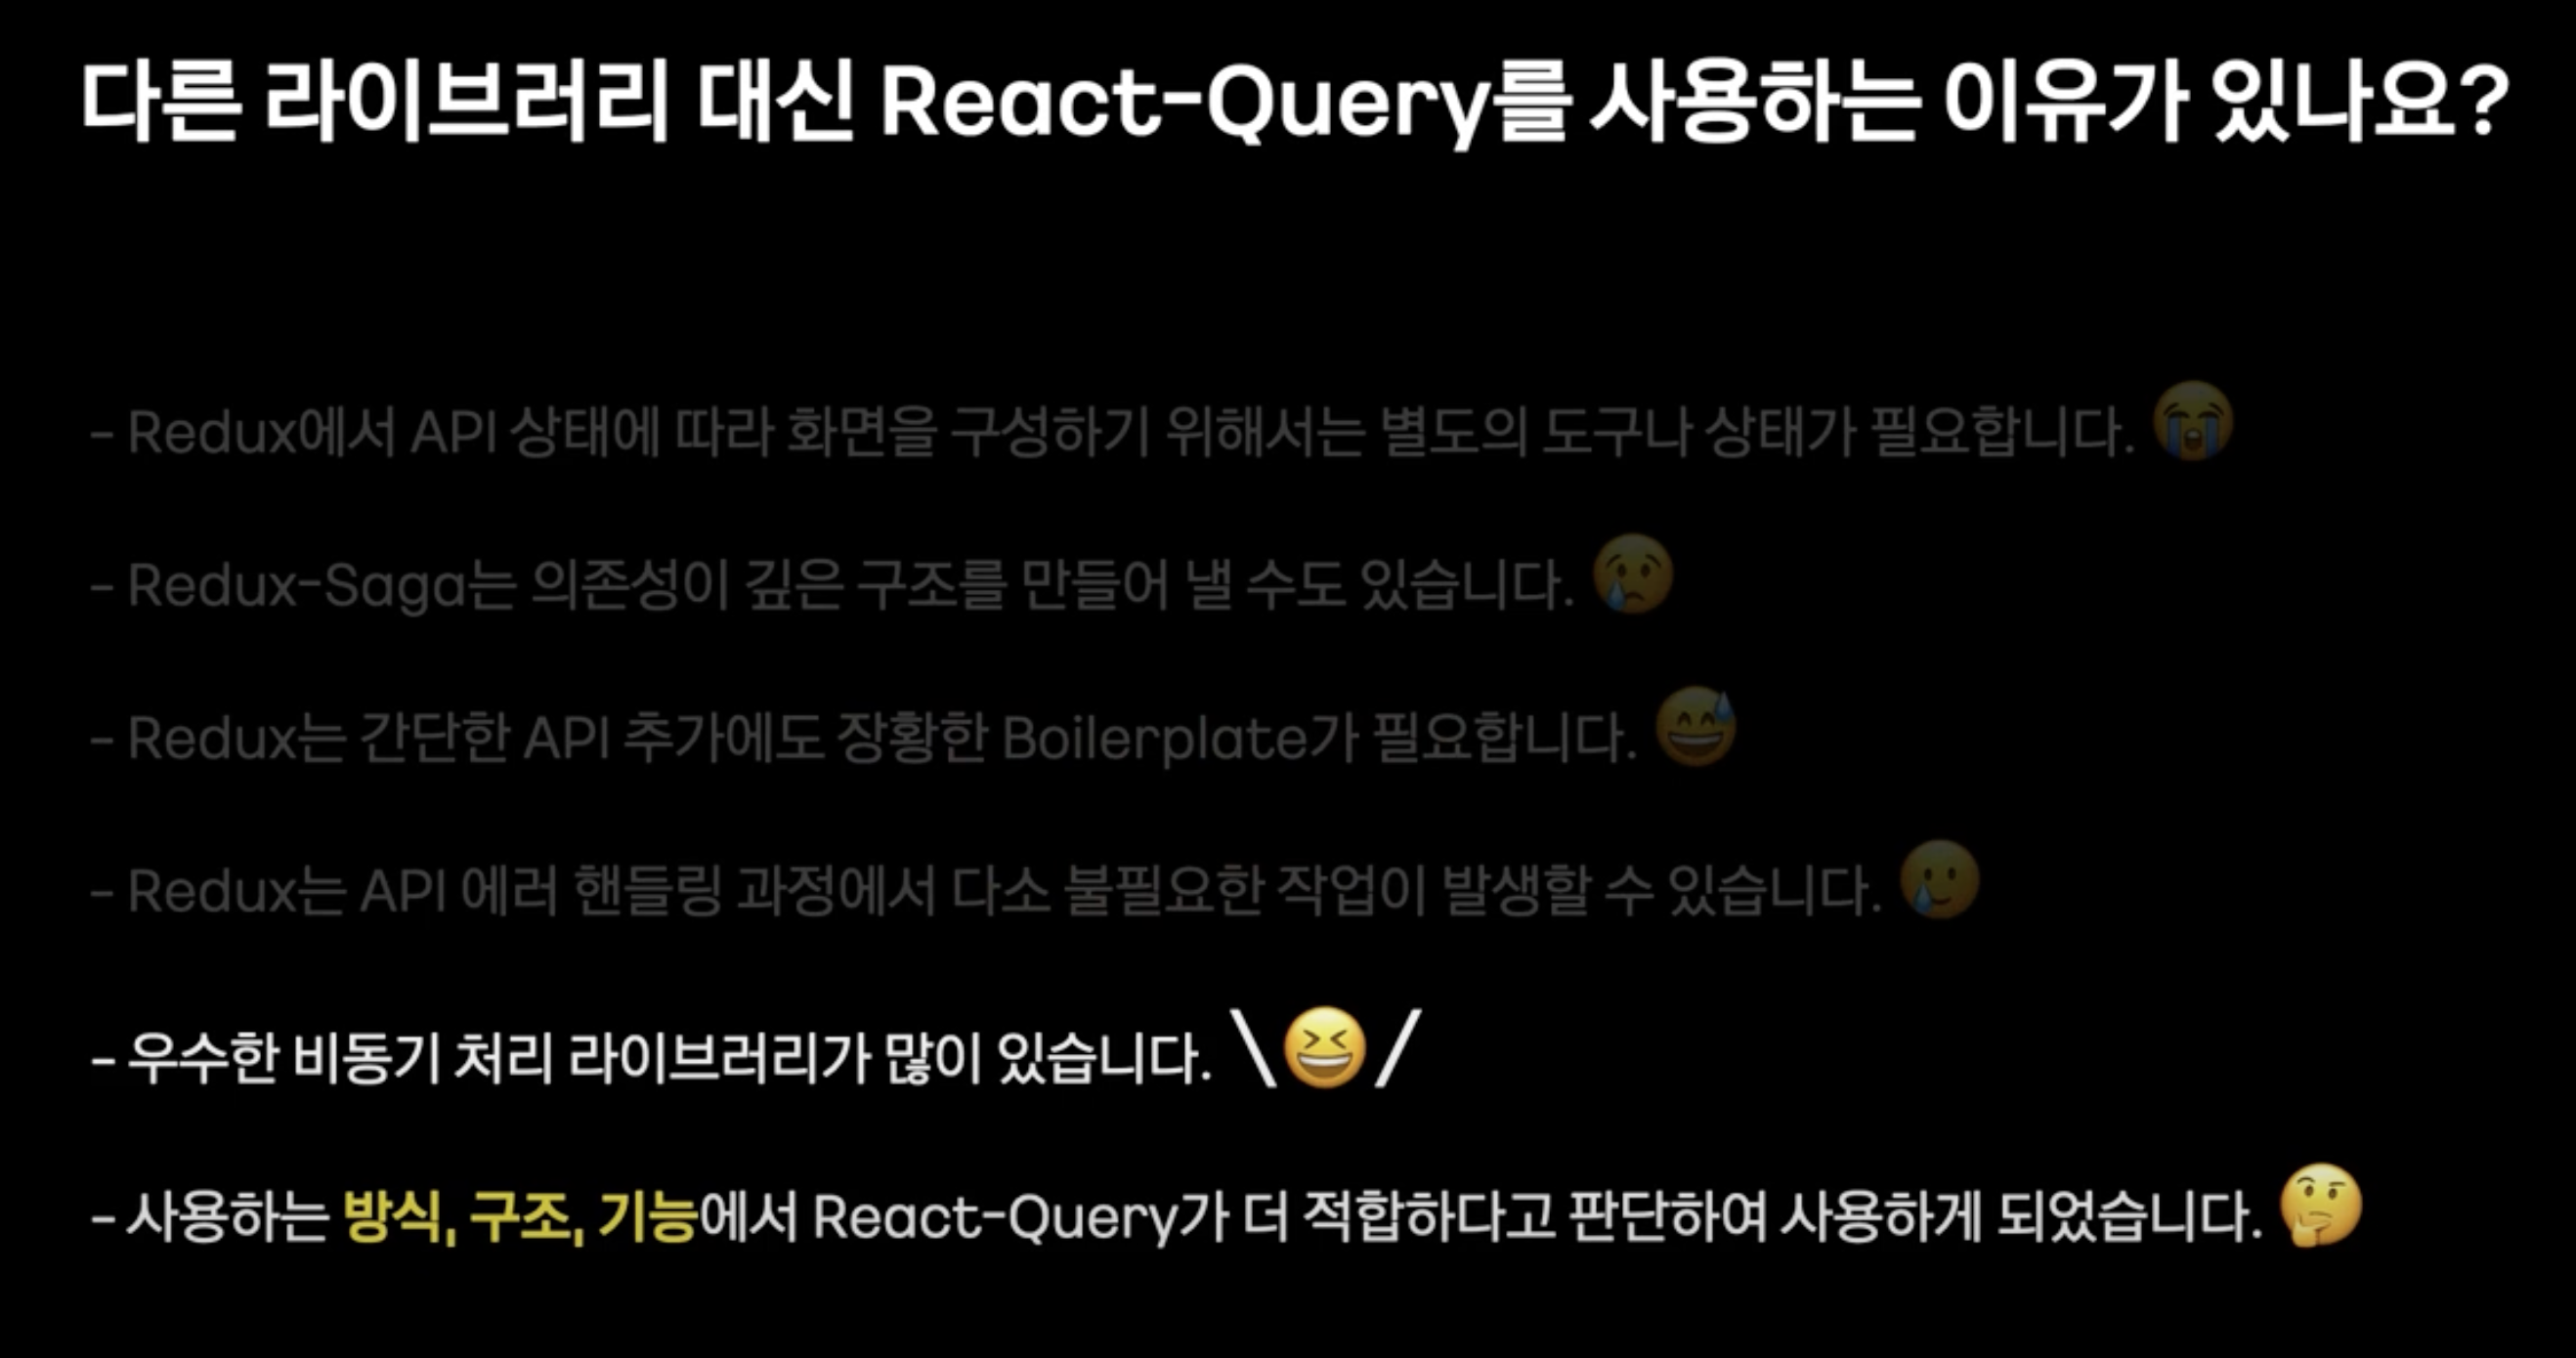 다른 라이브러리 대신 React-Query를 사용하는 이유가 있나요?
- Redux에서 API 상태에 따라 화면을 구성하기 위해서는 별도의 도구나 상태가 필요합니다. 😭
- Redux-Saga는 의존성이 깊은 구조를 만들어 낼 수도 있습니다. 😢
- Redux는 간단한 API 추가에도 장황한 Boilerplate가 필요합니다. 😅
- Redux는 API 에러 핸들링 과정에서 다소 불필요한 작업이 발생할 수 있습니다. 🥲
- 우수한 비동기 처리 라이브러리가 많이 있습니다. \😆/
- 사용하는 방식, 구조, 기능에서 React-Query가 더 적합하다고 판단하여 사용하게 되었습니다. 🤔